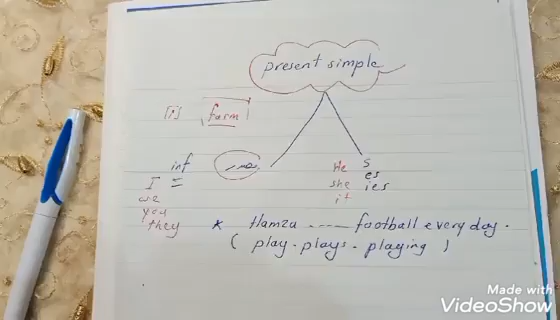 present simple
[1] form
inf
I
we
you
they
He
she
it
s
es
ies
* Hamza ------ football every day.
( play - plays - playing )
Made with
VideoShow